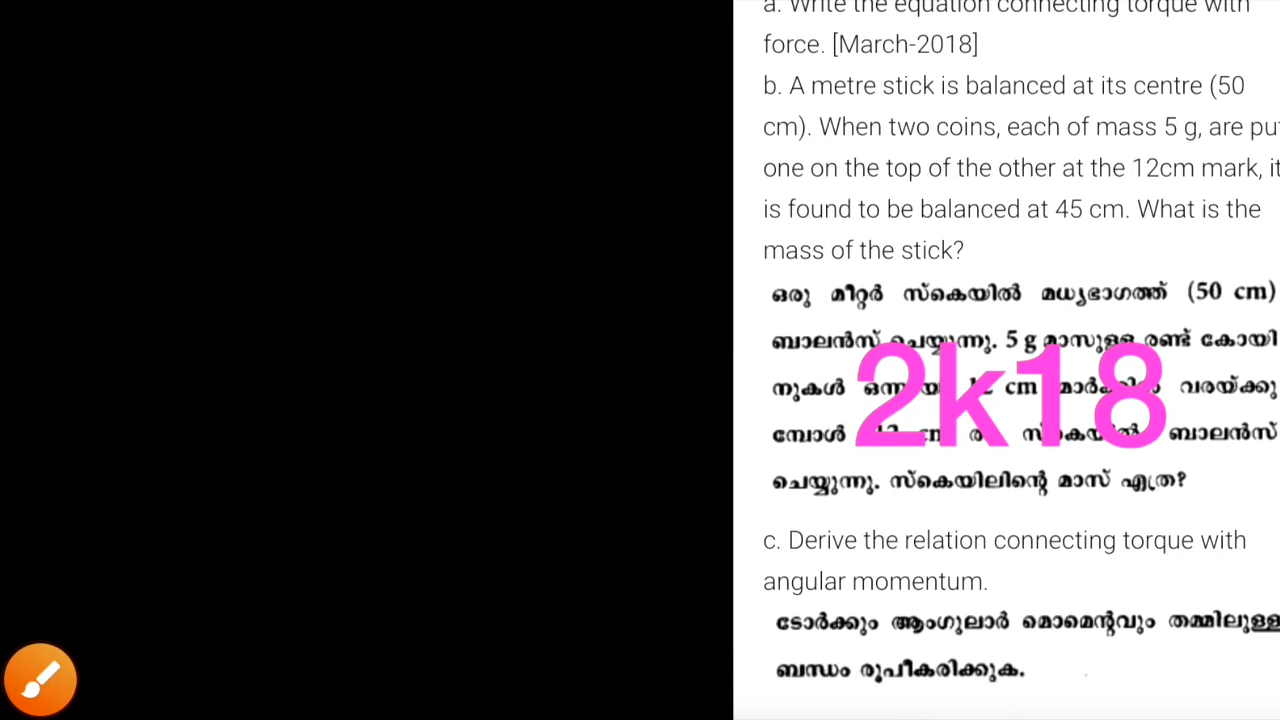 a. Write the equation connecting torque with
force. [March-2018]
b. A metre stick is balanced at its centre (50
cm). When two coins, each of mass 5 g, are put
one on the top of the other at the 12cm mark, it
is found to be balanced at 45 cm. What is the
mass of the stick?
ഒരു മീറ്റർ സ്കെയിൽ മധ്യഭാഗത്ത് (50 cm)
ബാലൻസ് ചെയ്യുന്നു. 5 g മാസുള്ള രണ്ട് കോയി
നുകൾ cm വരയ്ക്കു
മ്പോൾ ബാലൻസ്
ചെയ്യുന്നു. സ്കെയിലിന്റെ മാസ് എത്ര?
2k18
c. Derive the relation connecting torque with
angular momentum.
ടോർക്കും ആംഗുലാർ മൊമെന്റവും തമ്മിലുള്ള
ബന്ധം രൂപീകരിക്കുക.